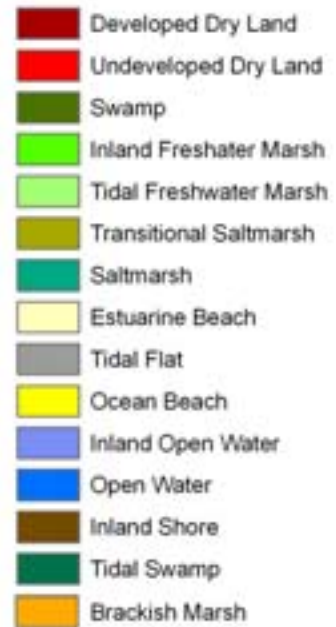 Developed Dry Land
Undeveloped Dry Land
Swamp
Inland Freshater Marsh
Tidal Freshwater Marsh
Transitional Saltmarsh
Saltmarsh
Estuarine Beach
Tidal Flat
Ocean Beach
Inland Open Water
Open Water
Inland Shore
Tidal Swamp
Brackish Marsh